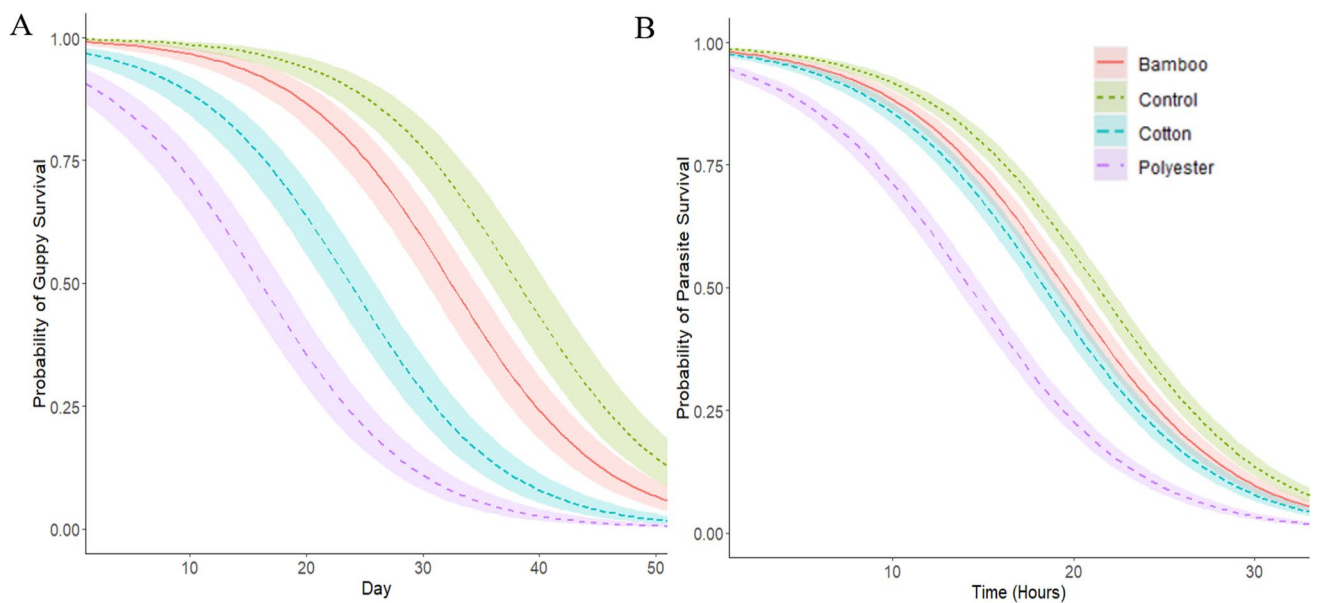 A
Probability of Guppy Survival
1.00
0.75
0.50
0.25
0.00
10
20
30
40
50
Day
B
Probability of Parasite Survival
1.00
0.75
0.50
0.25
0.00
10
20
30
Time (Hours)
Bamboo
Control
Cotton
Polyester